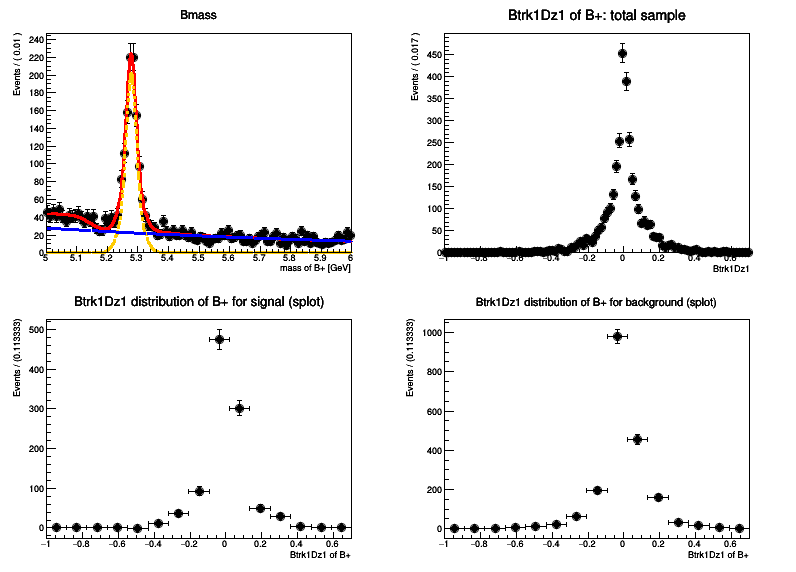 Bmass
Events / ( 0.01 )
240
220
200
180
160
140
120
100
80
60
40
20
0
5 5.1 5.2 5.3 5.4 5.5 5.6 5.7 5.8 5.9 6
mass of B+ [GeV]
Btrk1Dz1 of B+: total sample
Events / ( 0.017 )
450
400
350
300
250
200
150
100
50
0
−1 −0.8 −0.6 −0.4 −0.2 0 0.2 0.4 0.6
Btrk1Dz1
Btrk1Dz1 distribution of B+ for signal (splot)
Events / (0.113333)
500
400
300
200
100
0
−1 −0.8 −0.6 −0.4 −0.2 0 0.2 0.4 0.6
Btrk1Dz1 of B+
Btrk1Dz1 distribution of B+ for background (splot)
Events / (0.113333)
1000
800
600
400
200
0
−1 −0.8 −0.6 −0.4 −0.2 0 0.2 0.4 0.6
Btrk1Dz1 of B+